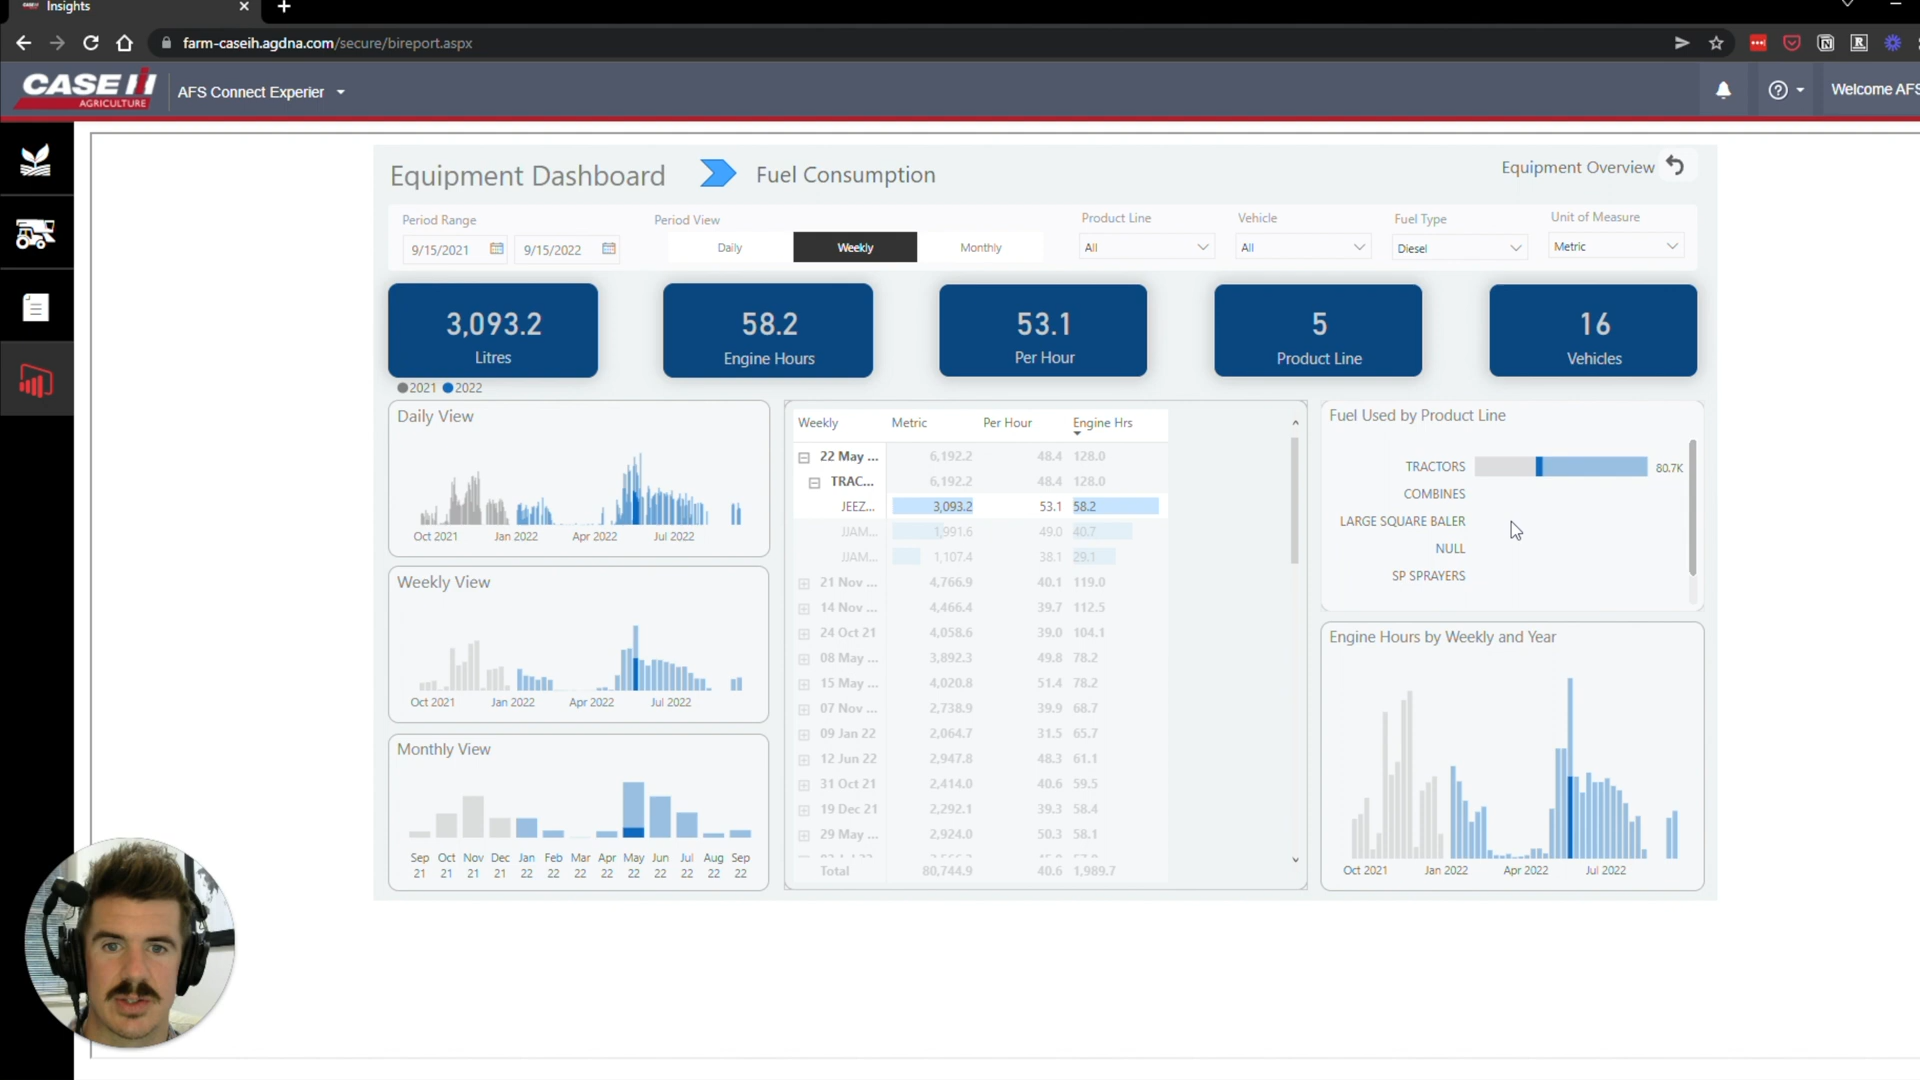 Insights
farm-caseih.agdna.com/secure/bireport.aspx
CASE IH
AGRICULTURE
AFS Connect Experier
Welcome AFS
Equipment Dashboard
Fuel Consumption
Equipment Overview
Period Range
Period View
Product Line
Vehicle
Fuel Type
Unit of Measure
9/15/2021
9/15/2022
Daily
Weekly
Monthly
All
All
Diesel
Metric
3,093.2
Litres
58.2
Engine Hours
53.1
Per Hour
5
Product Line
16
Vehicles
2021 2022
Daily View
Oct 2021 Jan 2022 Apr 2022 Jul 2022
Weekly View
Oct 2021 Jan 2022 Apr 2022 Jul 2022
Monthly View
Sep Oct Nov Dec Jan Feb Mar Apr May Jun Jul Aug Sep
21 21 21 21 22 22 22 22 22 22 22 22 22
Weekly Metric Per Hour Engine Hrs
22 May ... 6,192.2 48.4 128.0
TRAC... 6,192.2 48.4 128.0
JEEZ... 3,093.2 53.1 58.2
JJAM... 1,991.6 49.0 40.7
JJAM... 1,107.4 38.1 29.1
21 Nov ... 4,766.9 40.1 119.0
14 Nov ... 4,466.4 39.7 112.5
24 Oct 21 4,058.6 39.0 104.1
08 May ... 3,892.3 49.8 78.2
15 May ... 4,020.8 51.4 78.2
07 Nov ... 2,738.9 39.9 68.7
09 Jan 22 2,064.7 31.5 65.7
12 Jun 22 2,947.8 48.3 61.1
31 Oct 21 2,414.0 40.6 59.5
19 Dec 21 2,292.1 39.3 58.4
29 May ... 2,924.0 50.3 58.1
Total 80,744.9 40.6 1,989.7
Fuel Used by Product Line
TRACTORS 80.7K
COMBINES
LARGE SQUARE BALER
NULL
SP SPRAYERS
Engine Hours by Weekly and Year
Oct 2021 Jan 2022 Apr 2022 Jul 2022